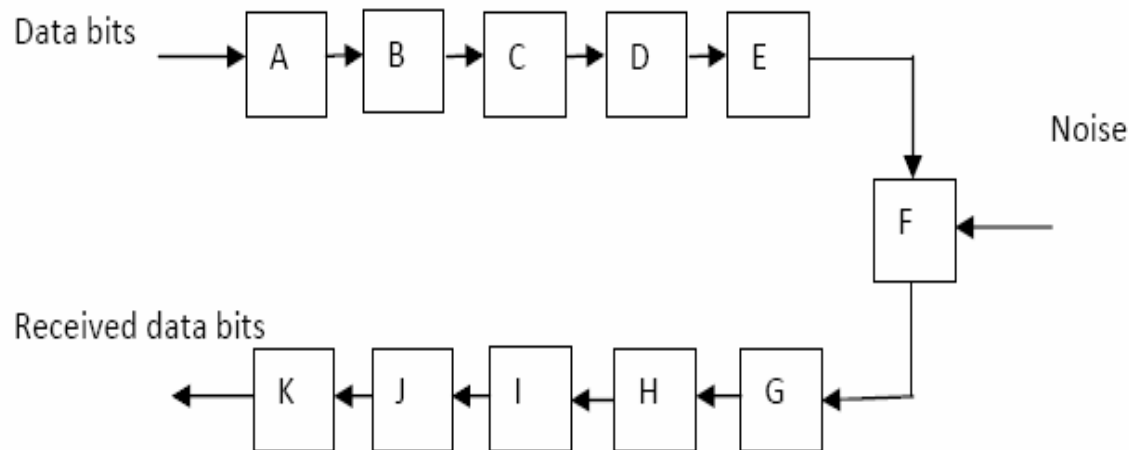 Data bits
A
B
C
D
E
Noise
F
Received data bits
K
J
I
H
G